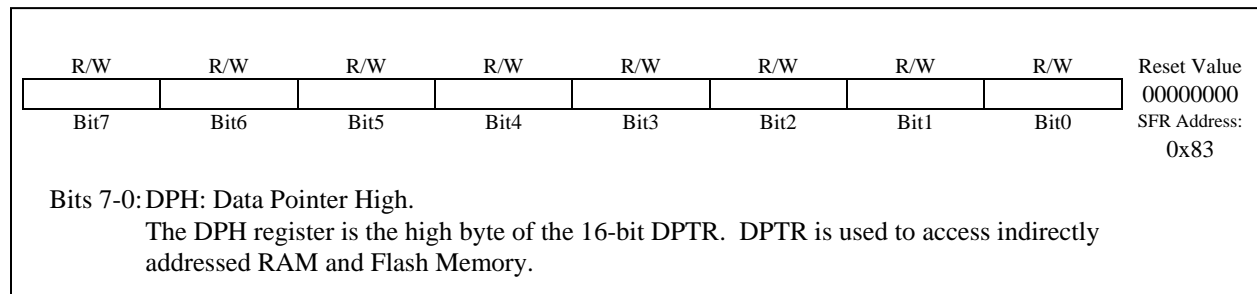 R/W R/W R/W R/W R/W R/W R/W R/W Reset Value
00000000
Bit7 Bit6 Bit5 Bit4 Bit3 Bit2 Bit1 Bit0 SFR Address:
0x83
Bits 7-0: DPH: Data Pointer High.
The DPH register is the high byte of the 16-bit DPTR. DPTR is used to access indirectly
addressed RAM and Flash Memory.